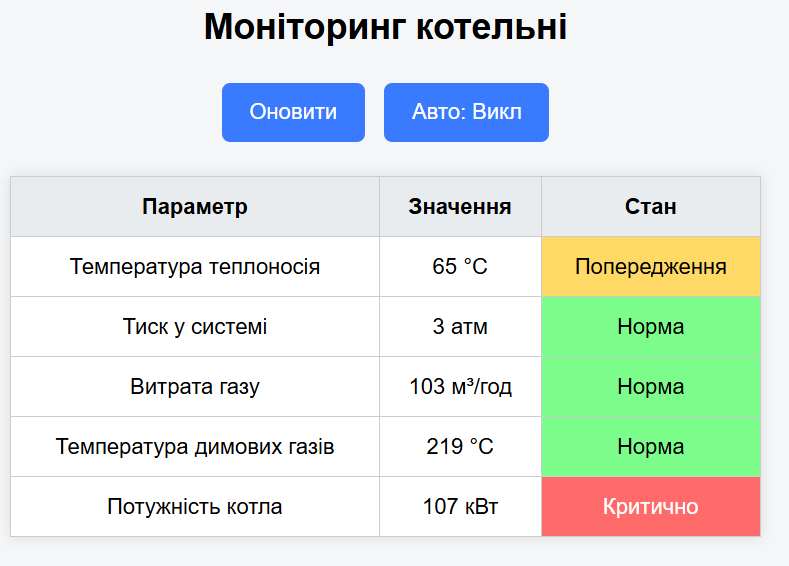 Моніторинг котельні
Оновити Авто: Викл
Параметр Значення Стан
Температура теплоносія 65 °C Попередження
Тиск у системі 3 атм Норма
Витрата газу 103 м³/год Норма
Температура димових газів 219 °C Норма
Потужність котла 107 кВт Критично